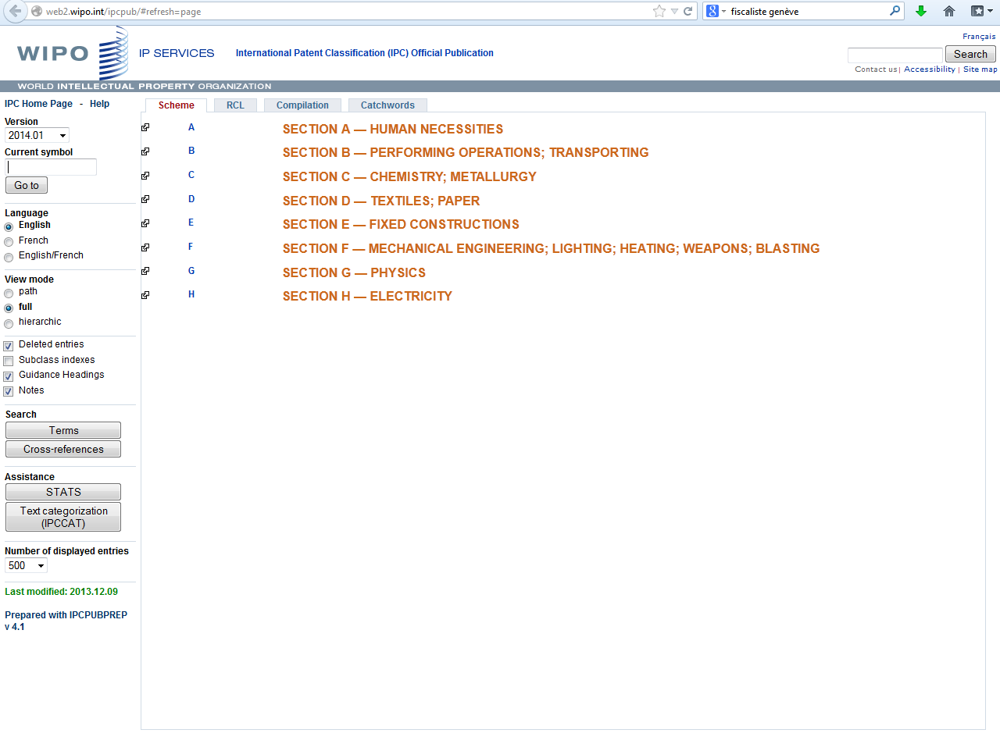 web2.wipo.int/ipcpub/#refresh=page
fiscaliste genève
Français
WIPO
IP SERVICES
International Patent Classification (IPC) Official Publication
Search
Contact us | Accessibility | Site map
WORLD INTELLECTUAL PROPERTY ORGANIZATION
IPC Home Page - Help
Version
2014.01
Current symbol
Go to
Language
English
French
English/French
View mode
path
full
hierarchic
Deleted entries
Subclass indexes
Guidance Headings
Notes
Search
Terms
Cross-references
Assistance
STATS
Text categorization
(IPCCAT)
Number of displayed entries
500
Last modified: 2013.12.09
Prepared with IPCPUBPREP
v 4.1
Scheme RCL Compilation Catchwords
A SECTION A — HUMAN NECESSITIES
B SECTION B — PERFORMING OPERATIONS; TRANSPORTING
C SECTION C — CHEMISTRY; METALLURGY
D SECTION D — TEXTILES; PAPER
E SECTION E — FIXED CONSTRUCTIONS
F SECTION F — MECHANICAL ENGINEERING; LIGHTING; HEATING; WEAPONS; BLASTING
G SECTION G — PHYSICS
H SECTION H — ELECTRICITY